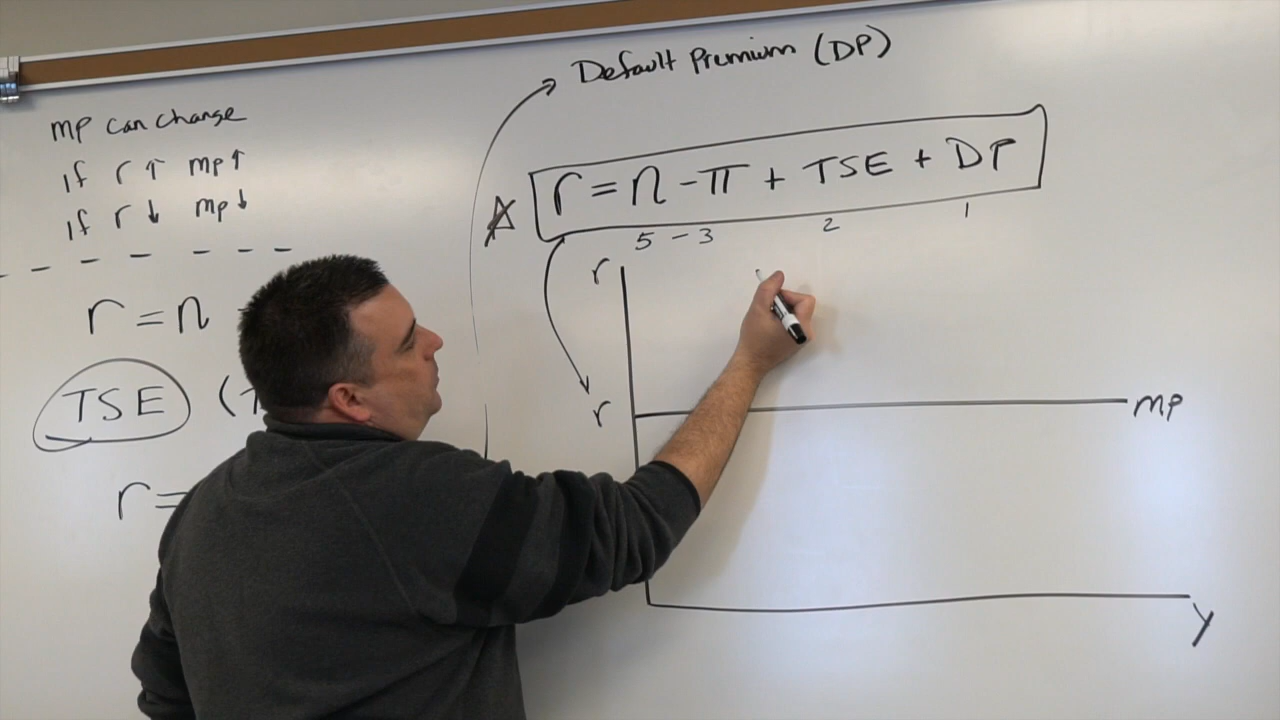 Default Premium (DP)
mp can change
if r ↑ mp ↑
if r ↓ mp ↓
r = n - π + TSE + DP
5 - 3 2 1
r
r = n
TSE (
r mp
r =
y